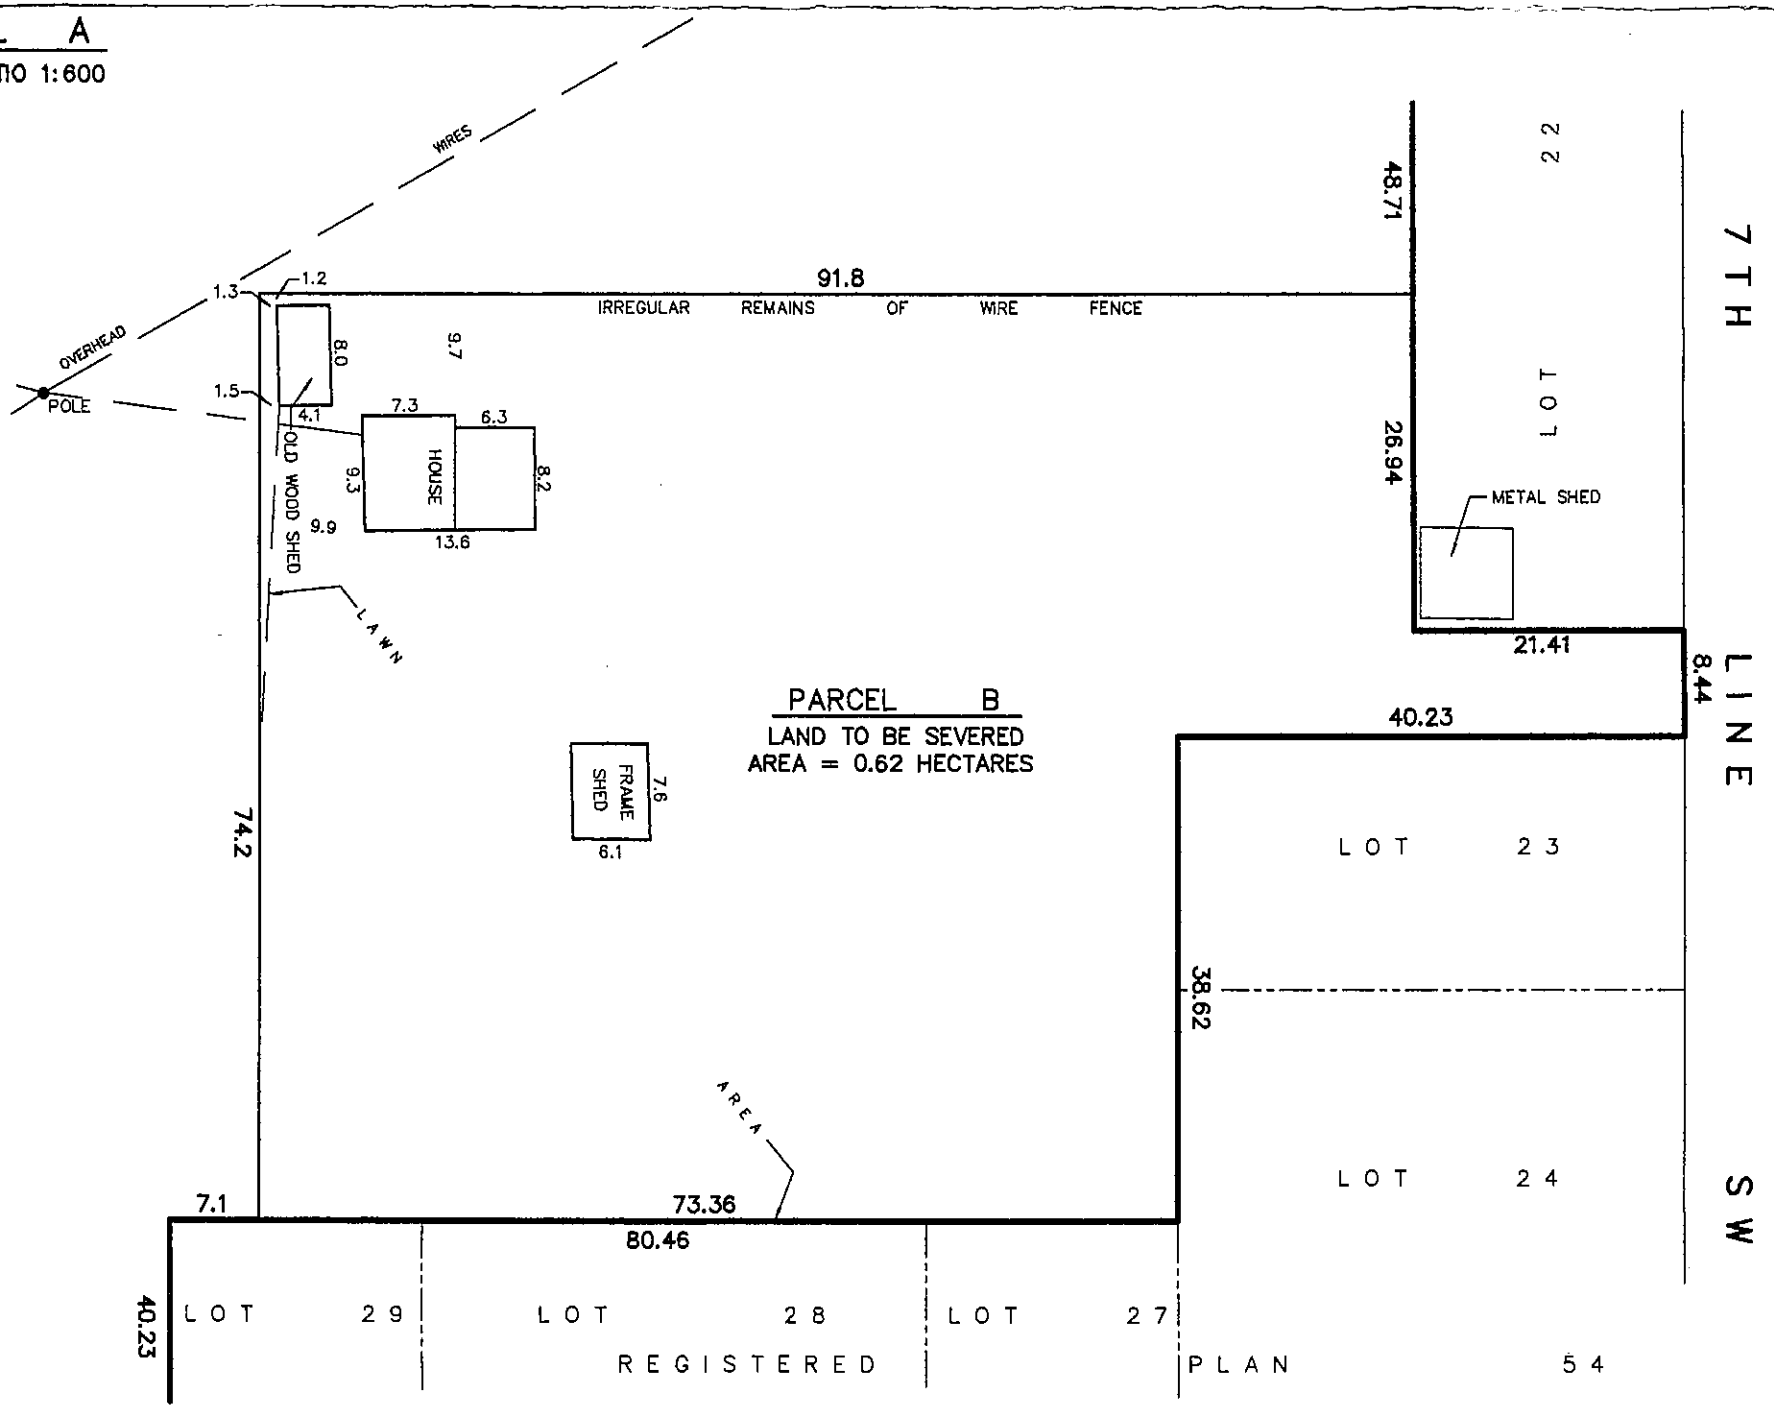 A
1:600
WIRES
OVERHEAD
POLE
48.71
LOT 22
7TH LINE SW
91.8
IRREGULAR REMAINS OF WIRE FENCE
1.2
1.3
8.0
9.7
1.5
4.1
OLD WOOD SHED
7.3
6.3
9.3
HOUSE
8.2
9.9
13.6
26.94
METAL SHED
LAWN
21.41
8.44
40.23
PARCEL B
LAND TO BE SEVERED
AREA = 0.62 HECTARES
FRAME
SHED
7.6
6.1
74.2
LOT 23
38.62
AREA
LOT 24
7.1
73.36
80.46
40.23
LOT 29
LOT 28
LOT 27
REGISTERED PLAN 54